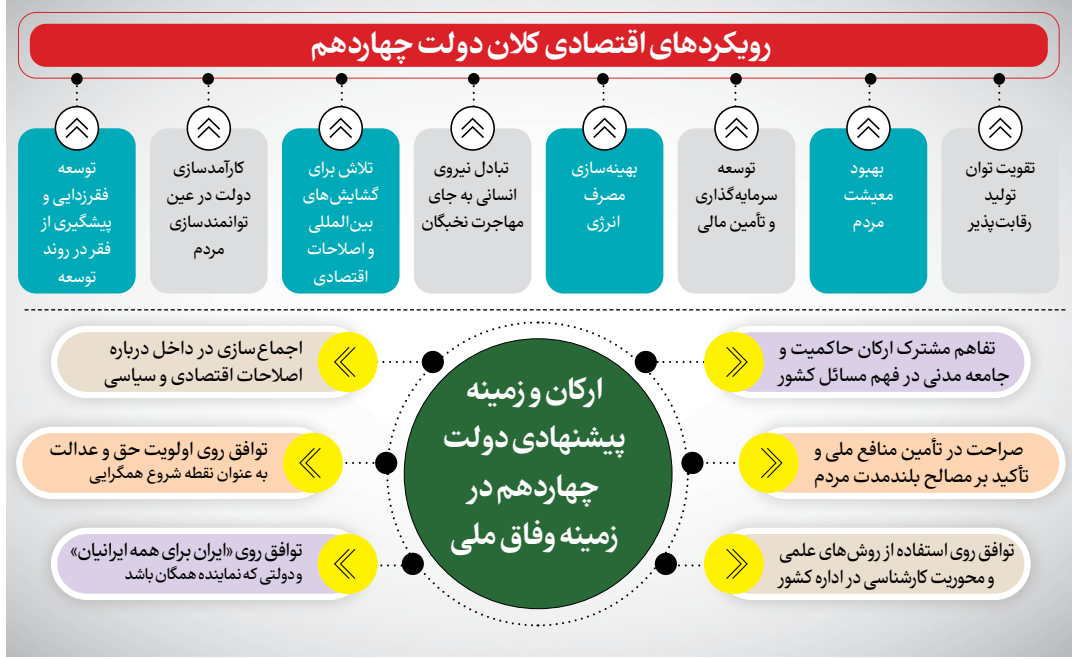 رویکردهای اقتصادی کلان دولت چهاردهم
تقویت توان
تولید
رقابت‌پذیر
بهبود
معیشت
مردم
توسعه
سرمایه‌گذاری
و تأمین مالی
بهینه‌سازی
مصرف
انرژی
تبادل نیروی
انسانی به جای
مهاجرت نخبگان
تلاش برای
گشایش‌های
بین‌المللی
و اصلاحات
اقتصادی
کارآمدسازی
دولت در عین
توانمندسازی
مردم
توسعه
فقرزدایی و
پیشگیری از
فقر در روند
توسعه
ارکان و زمینه
پیشنهادی دولت
چهاردهم در
زمینه وفاق ملی
تفاهم مشترک ارکان حاکمیت و
جامعه مدنی در فهم مسائل کشور
صراحت در تأمین منافع ملی و
تأکید بر مصالح بلندمدت مردم
توافق روی استفاده از روش‌های علمی
و محوریت کارشناسی در اداره کشور
اجماع‌سازی در داخل درباره
اصلاحات اقتصادی و سیاسی
توافق روی اولویت حق و عدالت
به عنوان نقطه شروع همگرایی
توافق روی «ایران برای همه ایرانیان»
و دولتی که نماینده همگان باشد